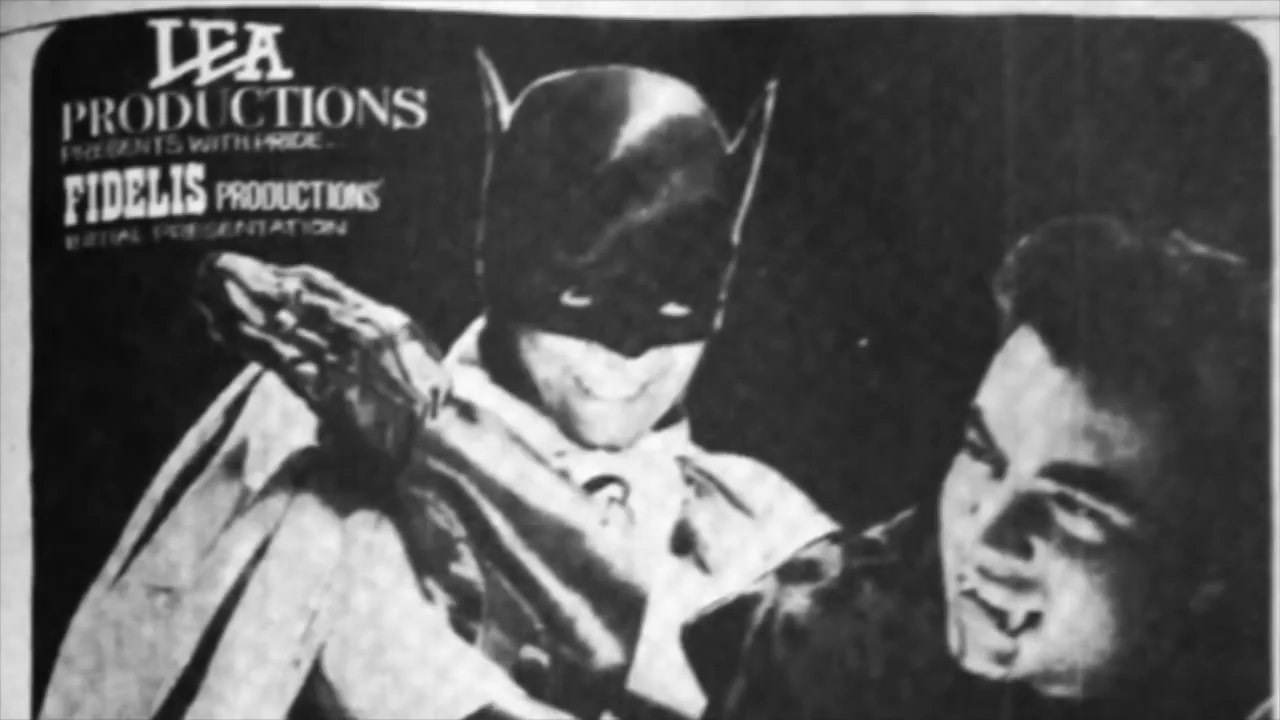 LEA
PRODUCTIONS
PRESENTS WITH PRIDE...
FIDELIS PRODUCTIONS'
INITIAL PRESENTATION